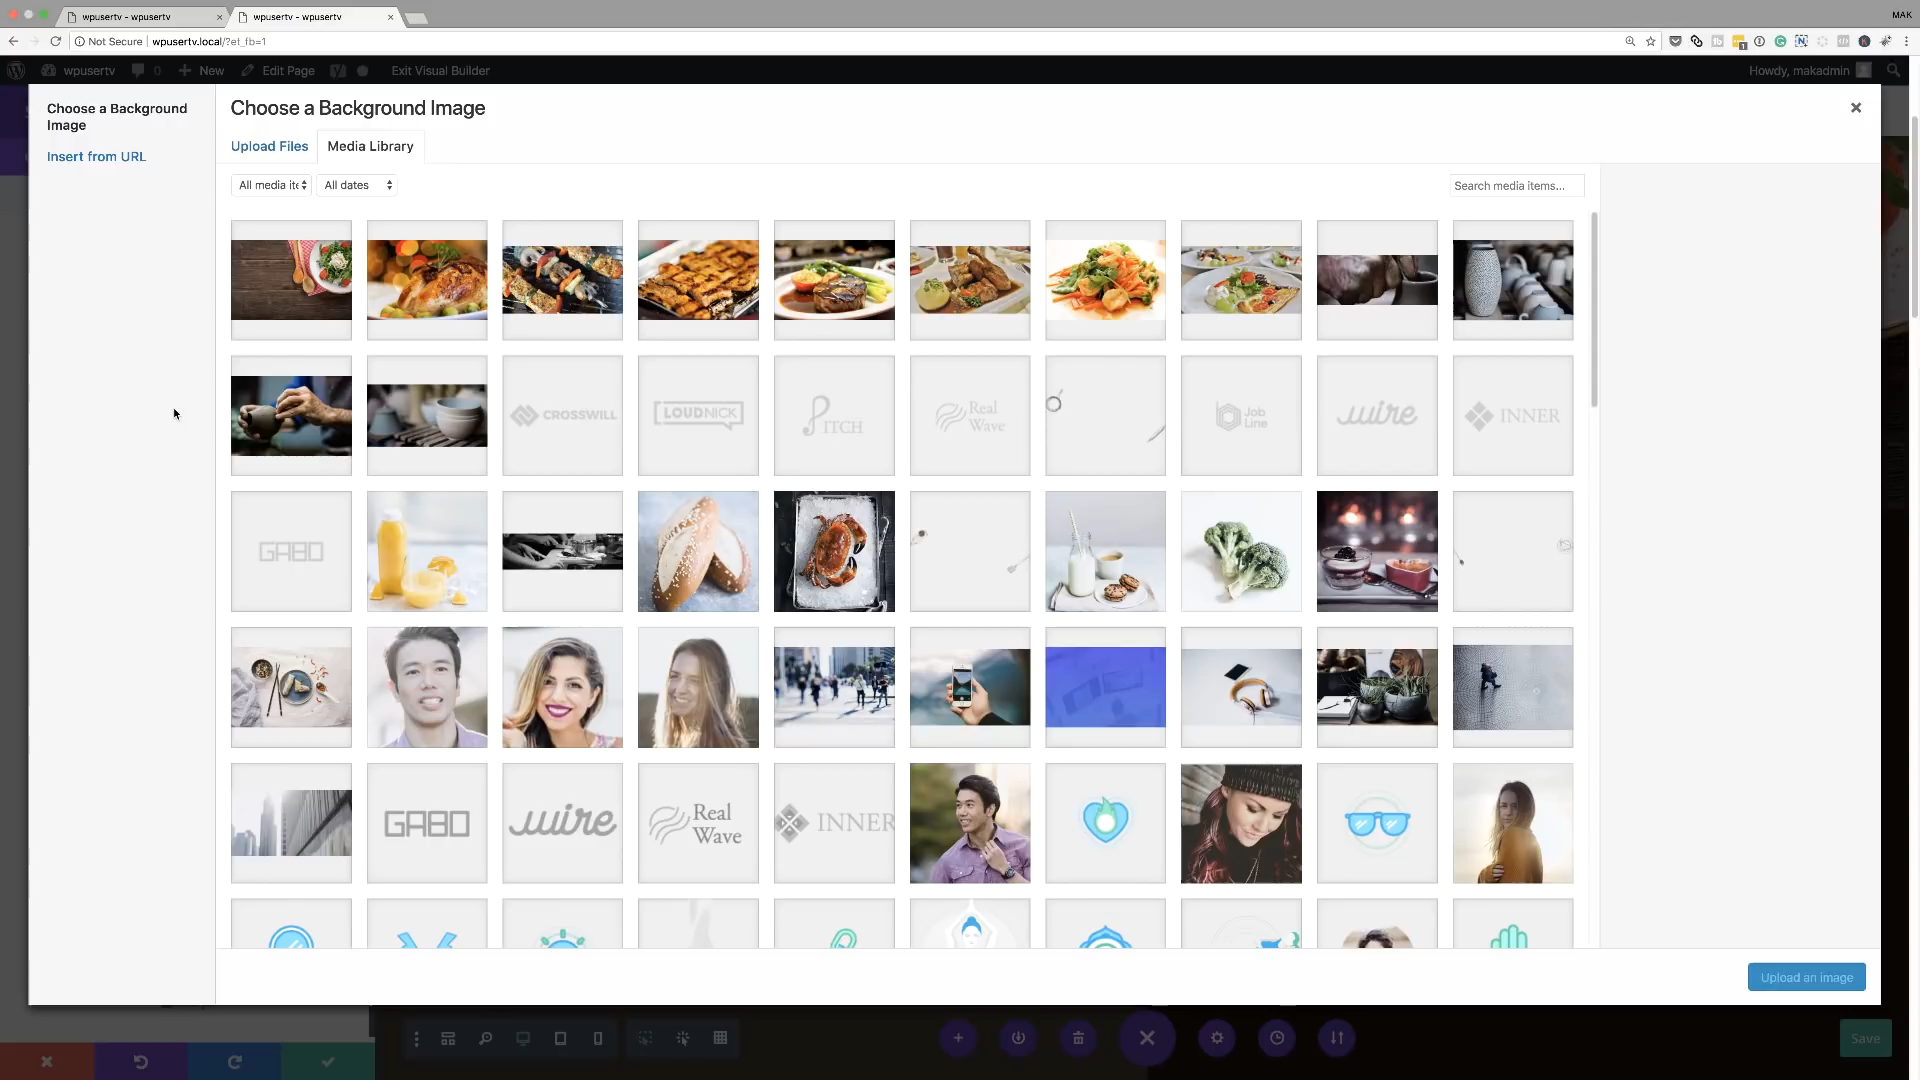 wpusertv - wpusertv
wpusertv - wpusertv
MAK
Not Secure
wpusertv.local/?et_fb=1
1
wpusertv
0
New
Edit Page
Exit Visual Builder
Howdy, makadmin
Choose a Background
Image
Insert from URL
Choose a Background Image
Upload Files
Media Library
All media ite
All dates
Search media items...
CROSSWILL
LOUDNICK
PITCH
Real
Wave
Job
Line
wire
INNER
GABO
GABO
wire
Real
Wave
INNER
Upload an image
Save